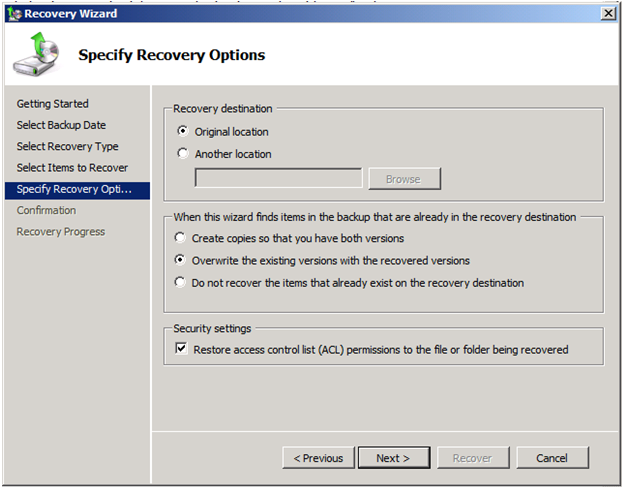 Recovery Wizard
Specify Recovery Options
Getting Started
Select Backup Date
Select Recovery Type
Select Items to Recover
Specify Recovery Opti...
Confirmation
Recovery Progress
Recovery destination
Original location
Another location
Browse
When this wizard finds items in the backup that are already in the recovery destination
Create copies so that you have both versions
Overwrite the existing versions with the recovered versions
Do not recover the items that already exist on the recovery destination
Security settings
Restore access control list (ACL) permissions to the file or folder being recovered
< Previous
Next >
Recover
Cancel